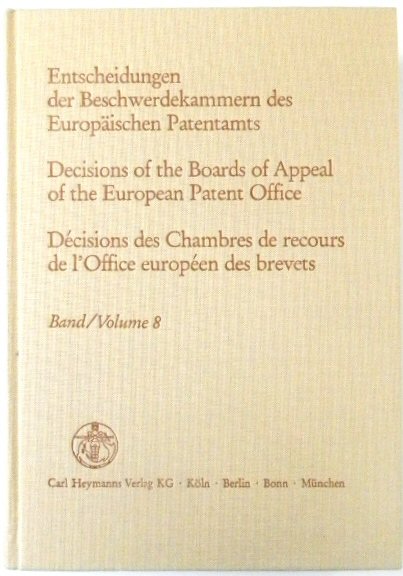 Entscheidungen
der Beschwerdekammern des
Europäischen Patentamts
Decisions of the Boards of Appeal
of the European Patent Office
Décisions des Chambres de recours
de l'Office européen des brevets
Band/Volume 8
Carl Heymanns Verlag KG · Köln · Berlin · Bonn · München